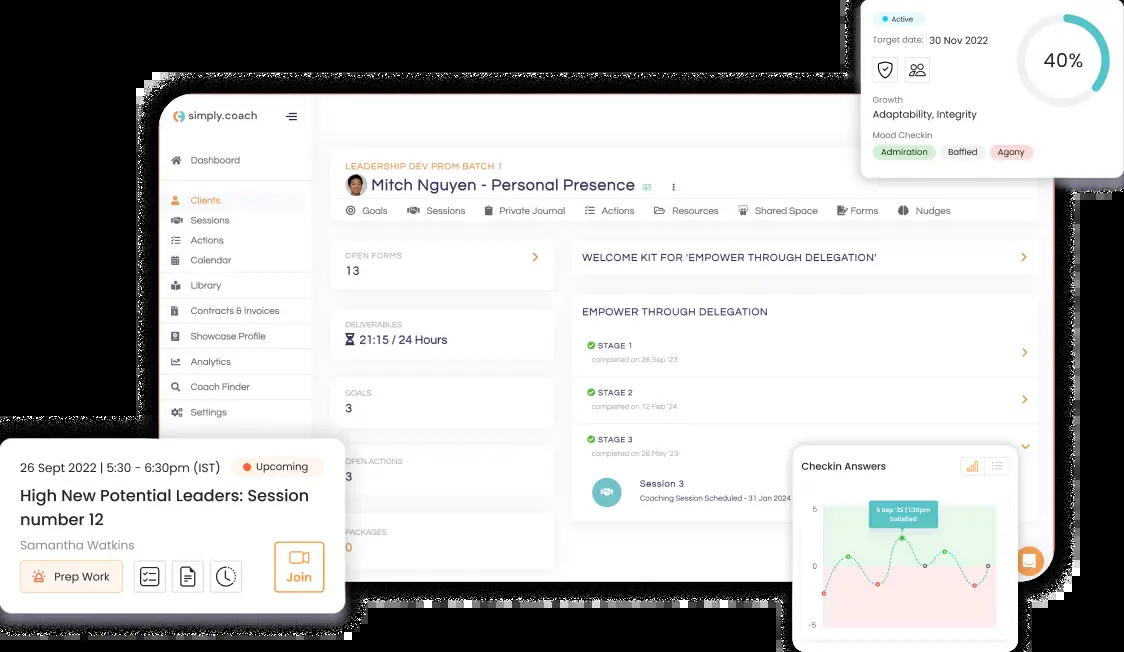 Active
Target date: 30 Nov 2022
40%
Growth
Adaptability, Integrity
Mood Checkin
Admiration Baffled Agony
simply.coach
Dashboard
Clients
Sessions
Actions
Calendar
Library
Contracts & Invoices
Showcase Profile
Analytics
Coach Finder
Settings
LEADERSHIP DEV PROM BATCH 1
Mitch Nguyen - Personal Presence
Goals Sessions Private Journal Actions Resources Shared Space Forms Nudges
OPEN FORMS
13
DELIVERABLES
21:15 / 24 Hours
GOALS
3
OPEN ACTIONS
3
PACKAGES
0
WELCOME KIT FOR 'EMPOWER THROUGH DELEGATION'
EMPOWER THROUGH DELEGATION
STAGE 1
completed on 26 Sep '23
STAGE 2
completed on 12 Feb '24
STAGE 3
completed on 26 May '23
Session 3
Coaching Session Scheduled - 31 Jan 2024
26 Sept 2022 | 5:30 - 6:30pm (IST)
Upcoming
High New Potential Leaders: Session
number 12
Samantha Watkins
Prep Work
Join
Checkin Answers
5 Sep '22 | 1:20pm
Satisfied
5
0
-5